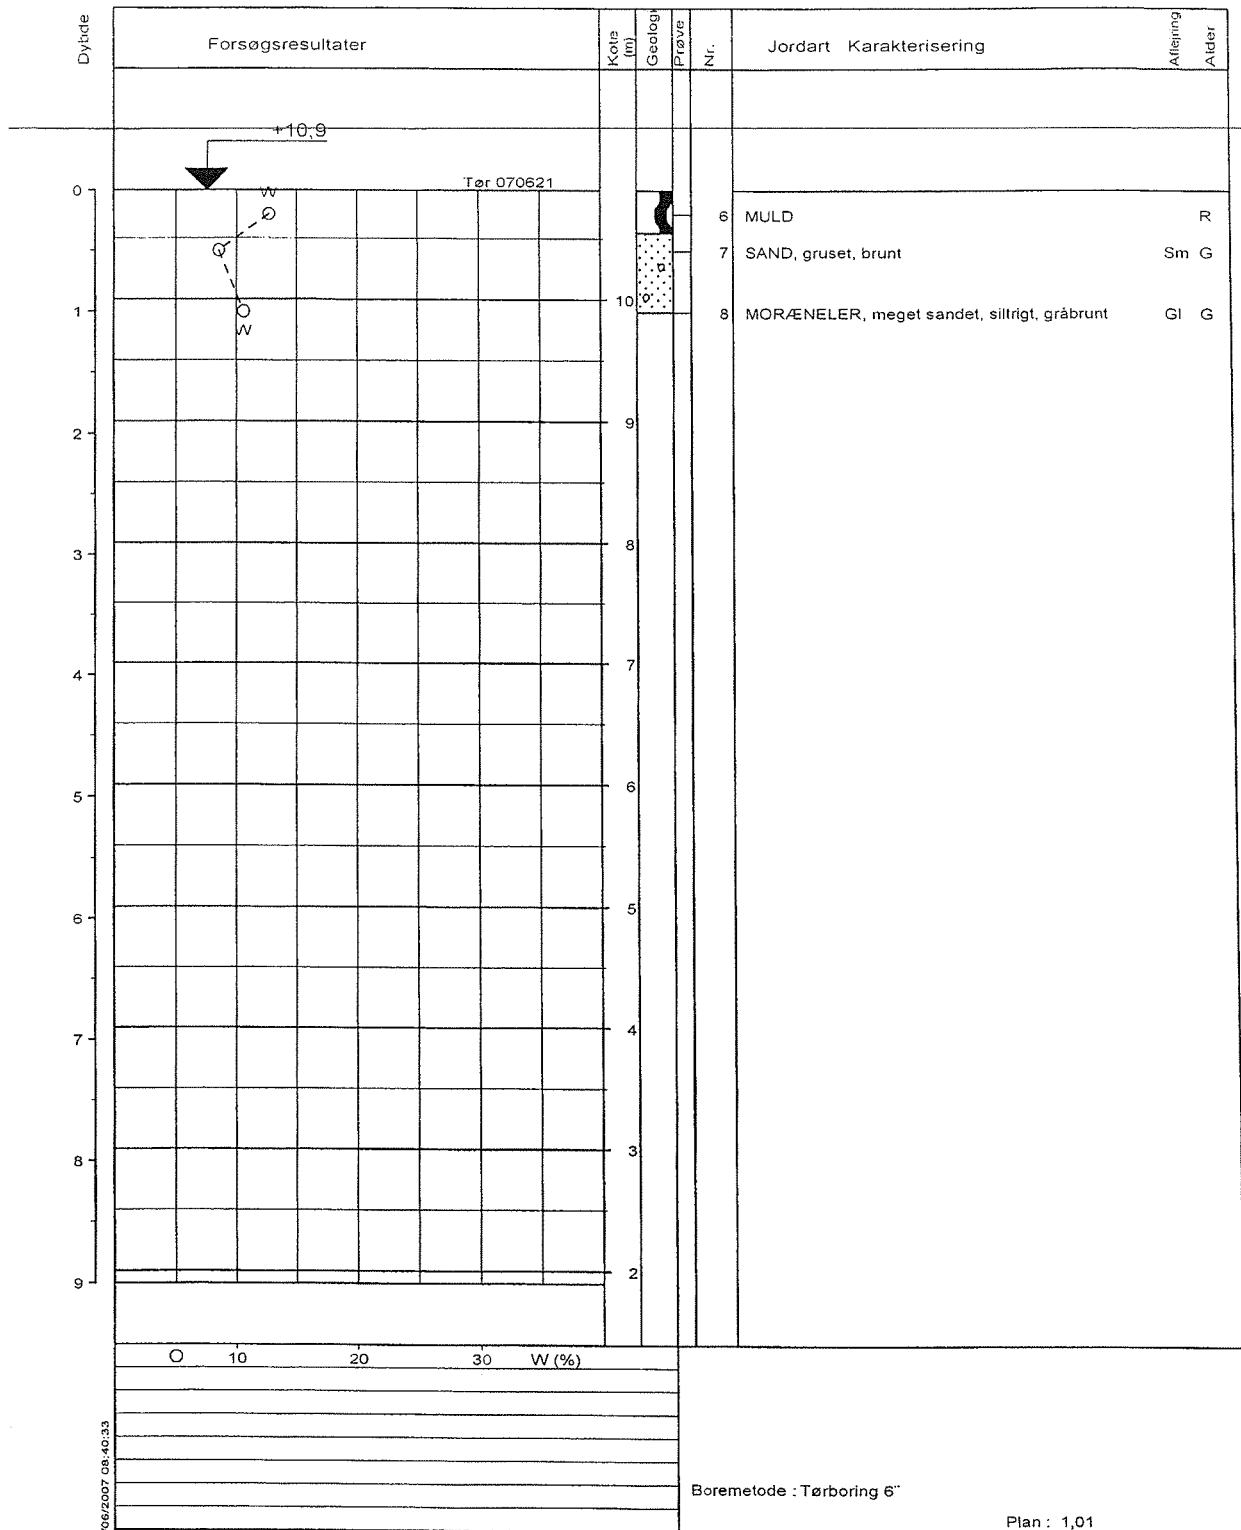 Dybde
Forsøgsresultater
Kote (m)
Geologi
Prøve
Nr.
Jordart Karakterisering
Aflejring
Alder
+10,9
Tør 070621
W
W
0
1
2
3
4
5
6
7
8
9
10
9
8
7
6
5
4
3
2
6 MULD R
7 SAND, gruset, brunt Sm G
8 MORÆNELER, meget sandet, siltrigt, gråbrunt Gl G
10 20 30 W (%)
/06/2007 08:40:33
Boremetode : Tørboring 6"
Plan : 1,01